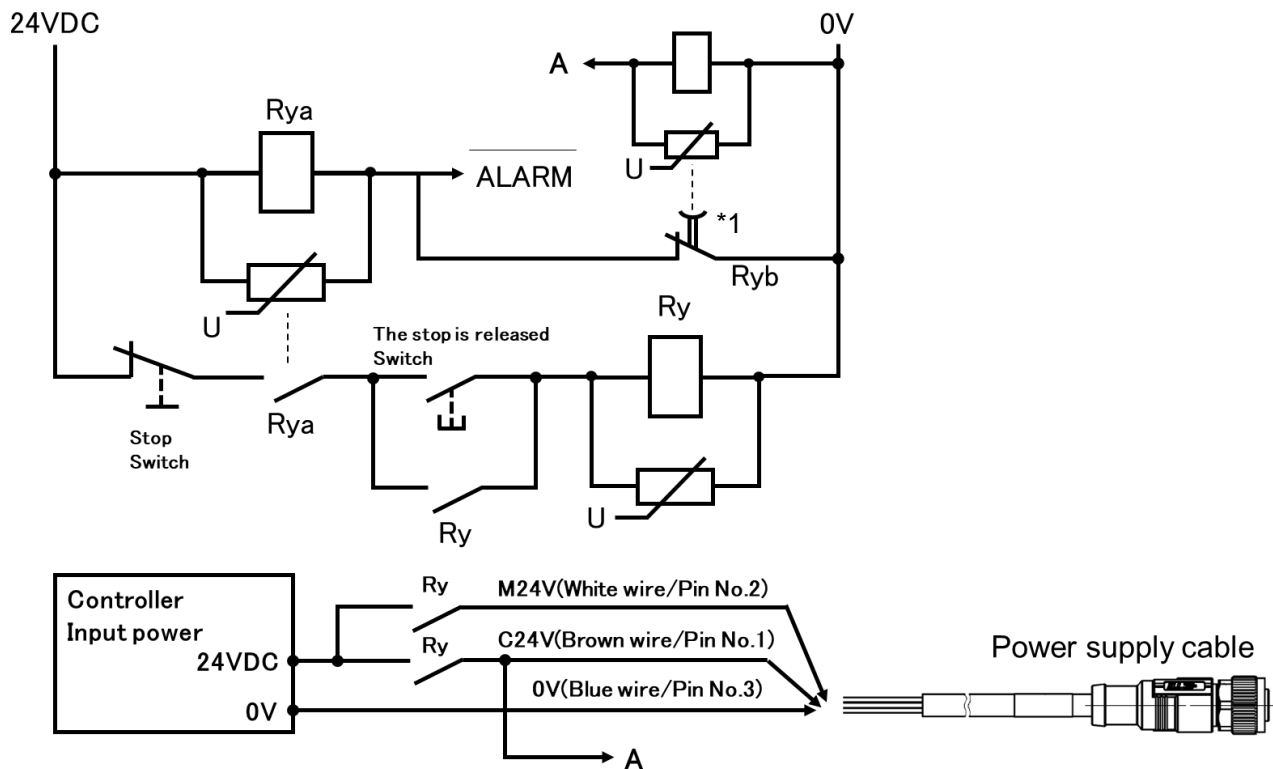 24VDC
0V
A
Rya
U
ALARM
*1
Ryb
U
Ry
The stop is released
Switch
Rya
Stop
Switch
U
Ry
Controller
Input power
24VDC
0V
Ry
M24V(White wire/Pin No.2)
Ry
C24V(Brown wire/Pin No.1)
0V(Blue wire/Pin No.3)
A
Power supply cable